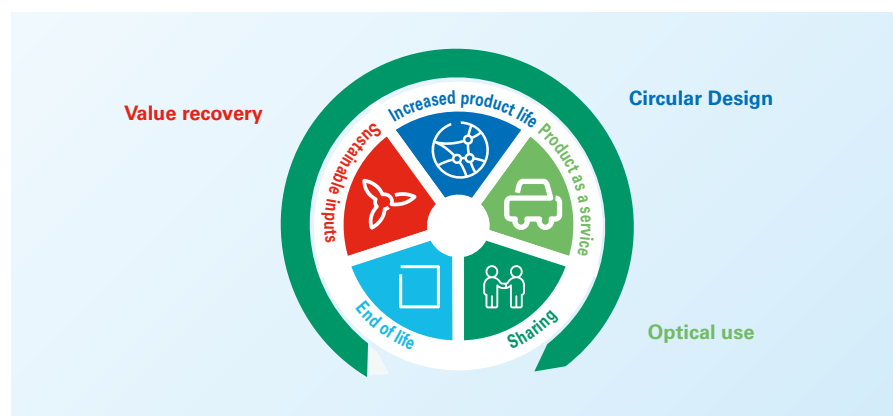 Value recovery
Circular Design
Increased product life
Sustainable inputs
Product as a service
End of life
Sharing
Optical use